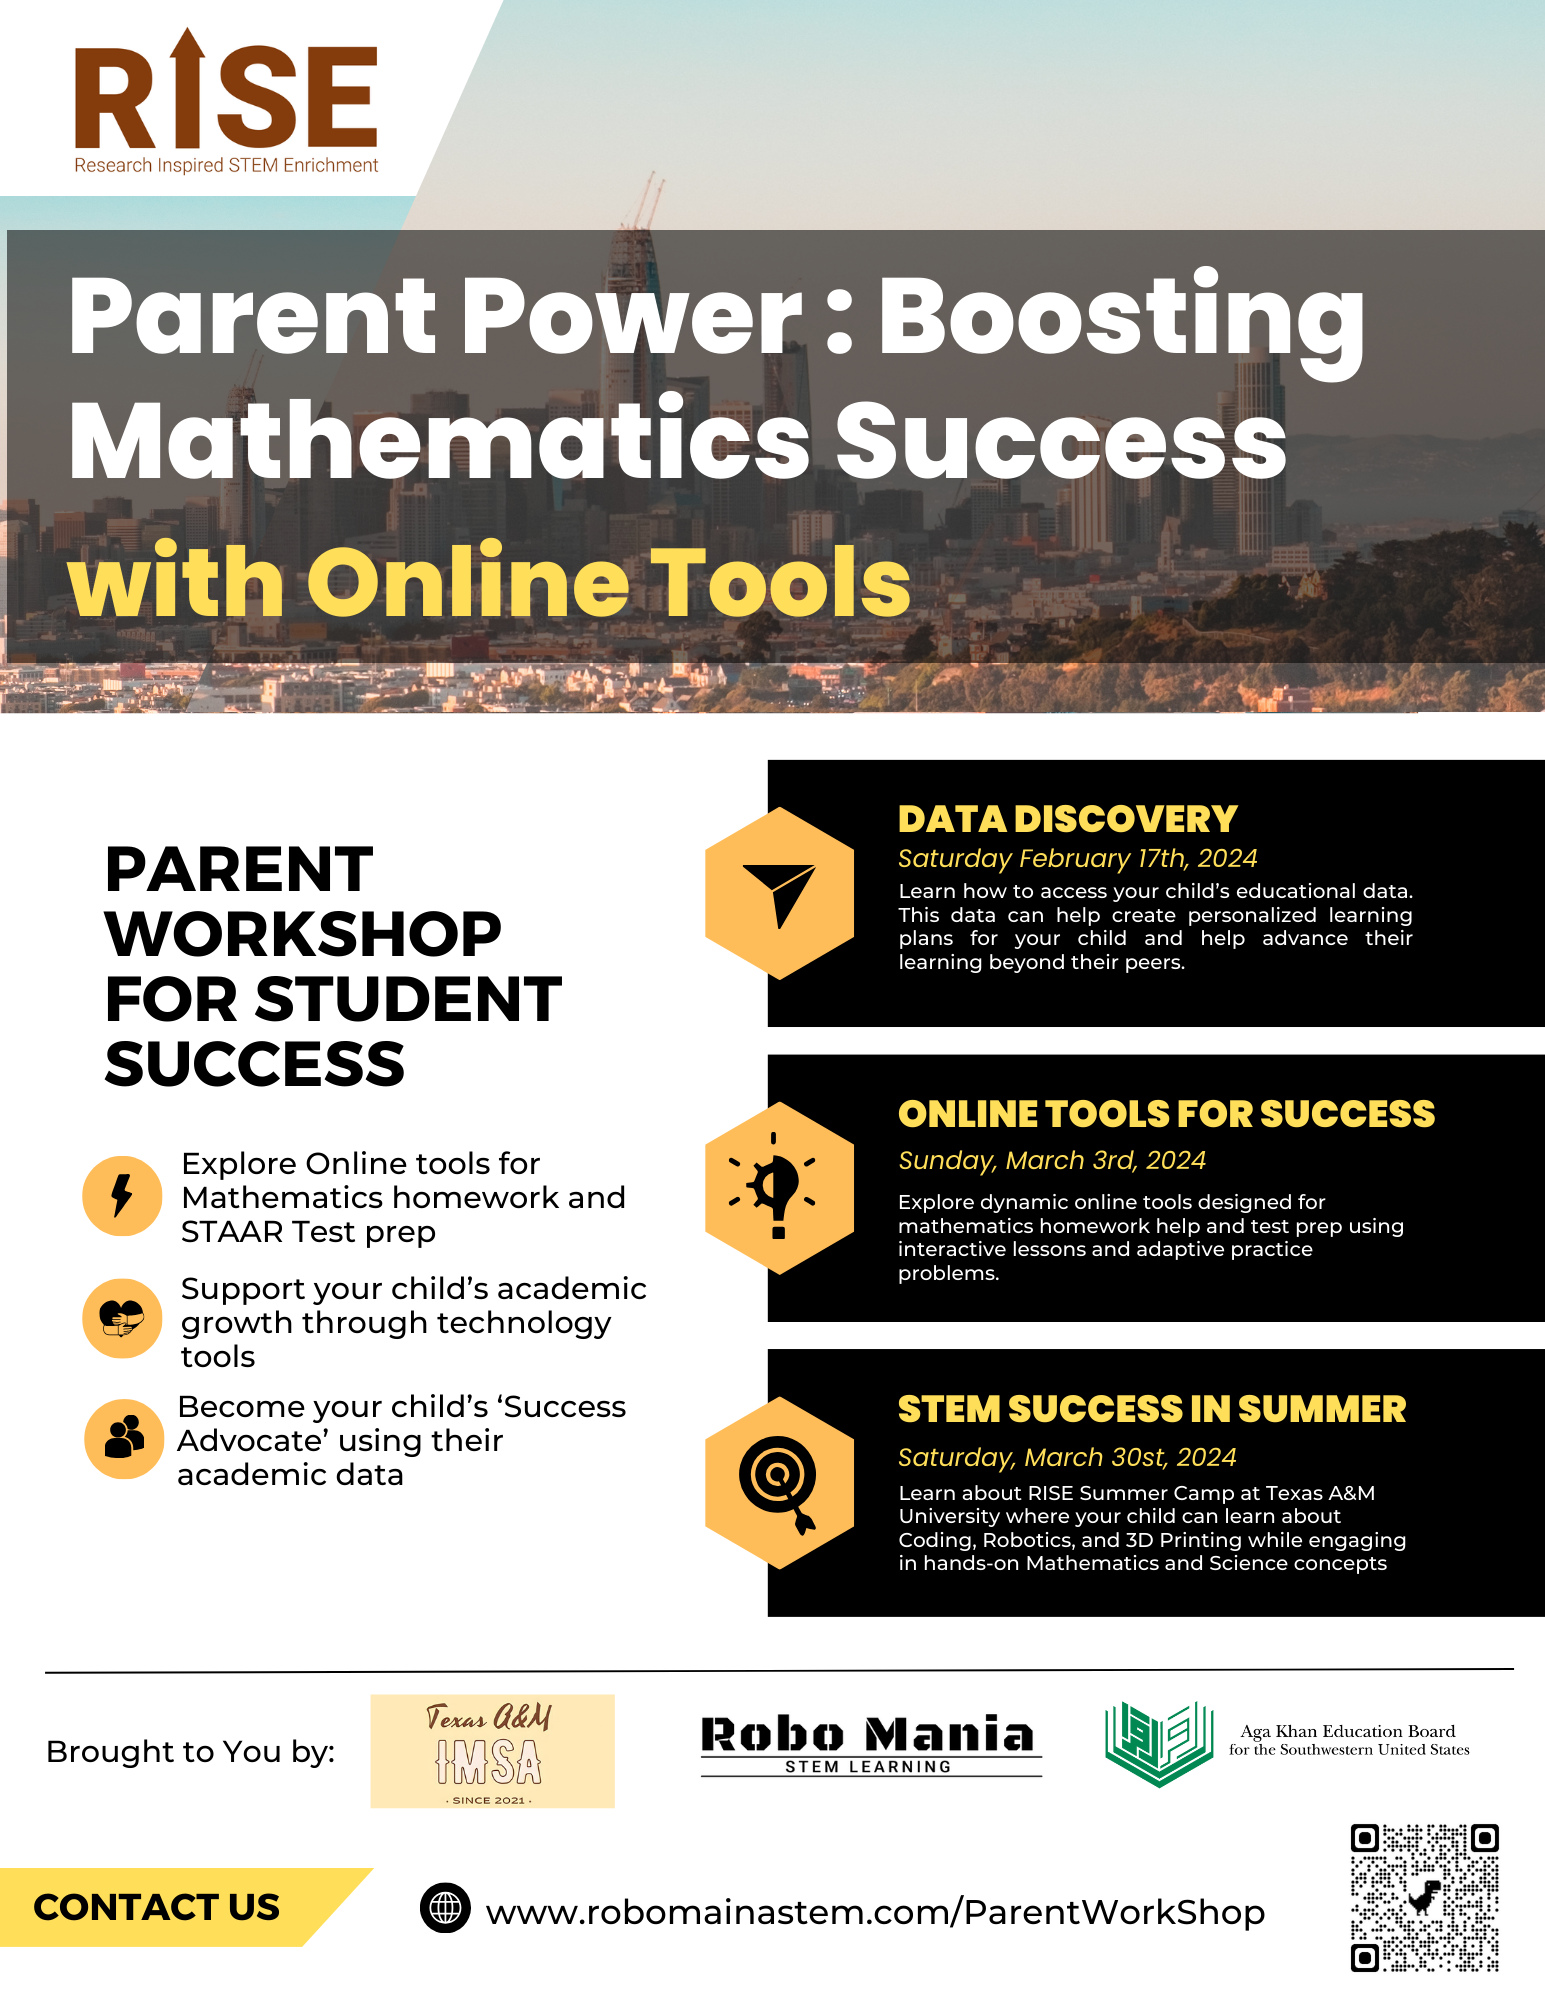 RISE
Research Inspired STEM Enrichment
Parent Power : Boosting
Mathematics Success
with Online Tools
PARENT
WORKSHOP
FOR STUDENT
SUCCESS
Explore Online tools for
Mathematics homework and
STAAR Test prep
Support your child’s academic
growth through technology
tools
Become your child’s ‘Success
Advocate’ using their
academic data
DATA DISCOVERY
Saturday February 17th, 2024
Learn how to access your child’s educational data.
This data can help create personalized learning
plans for your child and help advance their
learning beyond their peers.
ONLINE TOOLS FOR SUCCESS
Sunday, March 3rd, 2024
Explore dynamic online tools designed for
mathematics homework help and test prep using
interactive lessons and adaptive practice
problems.
STEM SUCCESS IN SUMMER
Saturday, March 30st, 2024
Learn about RISE Summer Camp at Texas A&M
University where your child can learn about
Coding, Robotics, and 3D Printing while engaging
in hands-on Mathematics and Science concepts
Brought to You by:
Texas A&M
IMSA
· SINCE 2021 ·
Robo Mania
STEM LEARNING
Aga Khan Education Board
for the Southwestern United States
CONTACT US
www.robomainastem.com/ParentWorkShop